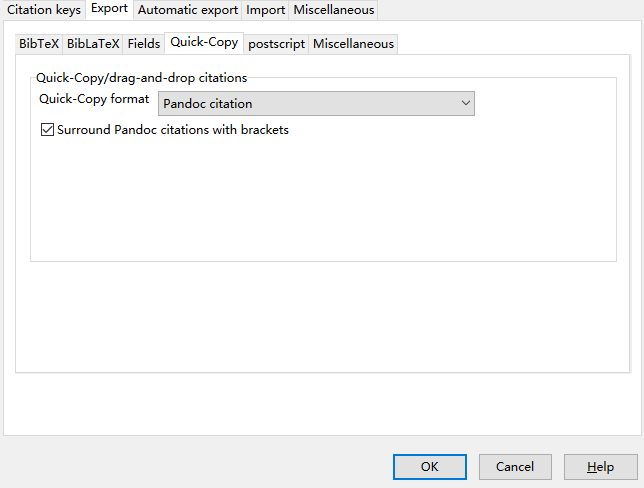 Citation keys Export Automatic export Import Miscellaneous
BibTeX BibLaTeX Fields Quick-Copy postscript Miscellaneous
Quick-Copy/drag-and-drop citations
Quick-Copy format Pandoc citation
Surround Pandoc citations with brackets
OK Cancel Help